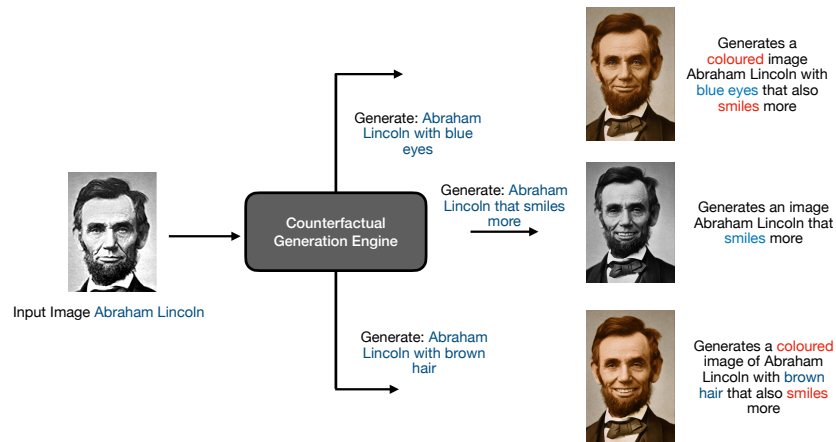 Generates a
coloured image
Abraham Lincoln with
blue eyes that also
smiles more
Generate: Abraham
Lincoln with blue
eyes
Generate: Abraham
Lincoln that smiles
more
Counterfactual
Generation Engine
Generates an image
Abraham Lincoln that
smiles more
Input Image Abraham Lincoln
Generate: Abraham
Lincoln with brown
hair
Generates a coloured
image of Abraham
Lincoln with brown
hair that also smiles
more